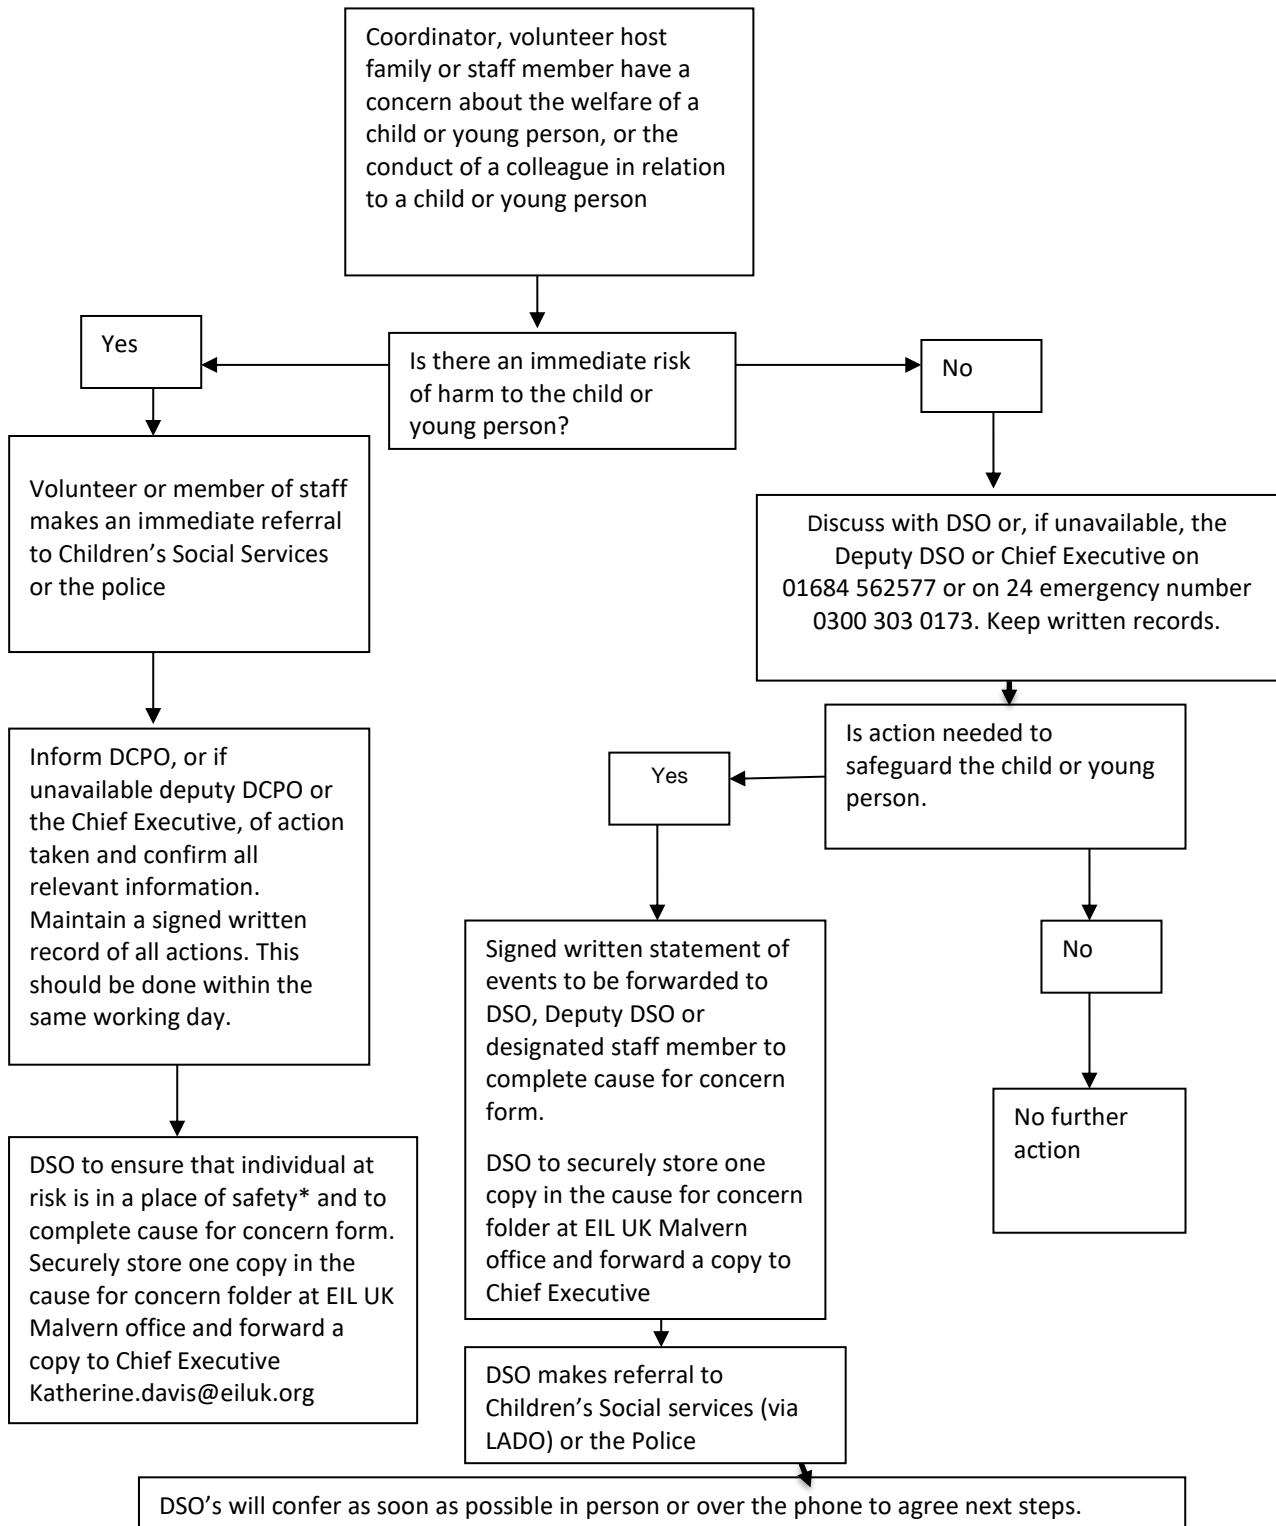 Coordinator, volunteer host
family or staff member have a
concern about the welfare of a
child or young person, or the
conduct of a colleague in relation
to a child or young person
Yes
Is there an immediate risk
of harm to the child or
young person?
No
Volunteer or member of staff
makes an immediate referral
to Children’s Social Services
or the police
Discuss with DSO or, if unavailable, the
Deputy DSO or Chief Executive on
01684 562577 or on 24 emergency number
0300 303 0173. Keep written records.
Inform DCPO, or if
unavailable deputy DCPO or
the Chief Executive, of action
taken and confirm all
relevant information.
Maintain a signed written
record of all actions. This
should be done within the
same working day.
Is action needed to
safeguard the child or young
person.
Yes
No
Signed written statement of
events to be forwarded to
DSO, Deputy DSO or
designated staff member to
complete cause for concern
form.
DSO to securely store one
copy in the cause for concern
folder at EIL UK Malvern
office and forward a copy to
Chief Executive
No further
action
DSO to ensure that individual at
risk is in a place of safety* and to
complete cause for concern form.
Securely store one copy in the
cause for concern folder at EIL UK
Malvern office and forward a
copy to Chief Executive
Katherine.davis@eiluk.org
DSO makes referral to
Children’s Social services (via
LADO) or the Police
DSO’s will confer as soon as possible in person or over the phone to agree next steps.